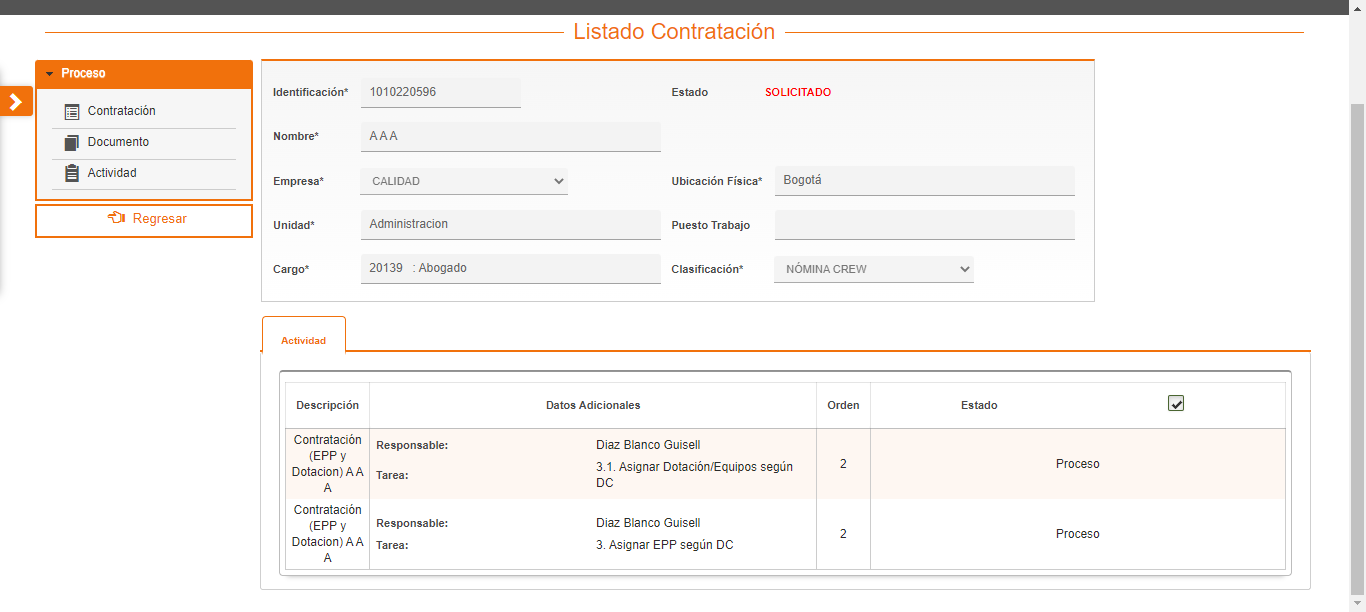 Listado Contratación
Proceso
Contratación
Documento
Actividad
Regresar
Identificación* 1010220596 Estado SOLICITADO
Nombre* A A A
Empresa* CALIDAD Ubicación Física* Bogotá
Unidad* Administracion Puesto Trabajo
Cargo* 20139 : Abogado Clasificación* NÓMINA CREW
Actividad
Descripción Datos Adicionales Orden Estado
Contratación
(EPP y
Dotacion) A A
A
Responsable: Diaz Blanco Guisell
Tarea: 3.1. Asignar Dotación/Equipos según
DC
2
Proceso
Contratación
(EPP y
Dotacion) A A
A
Responsable: Diaz Blanco Guisell
Tarea: 3. Asignar EPP según DC
2
Proceso